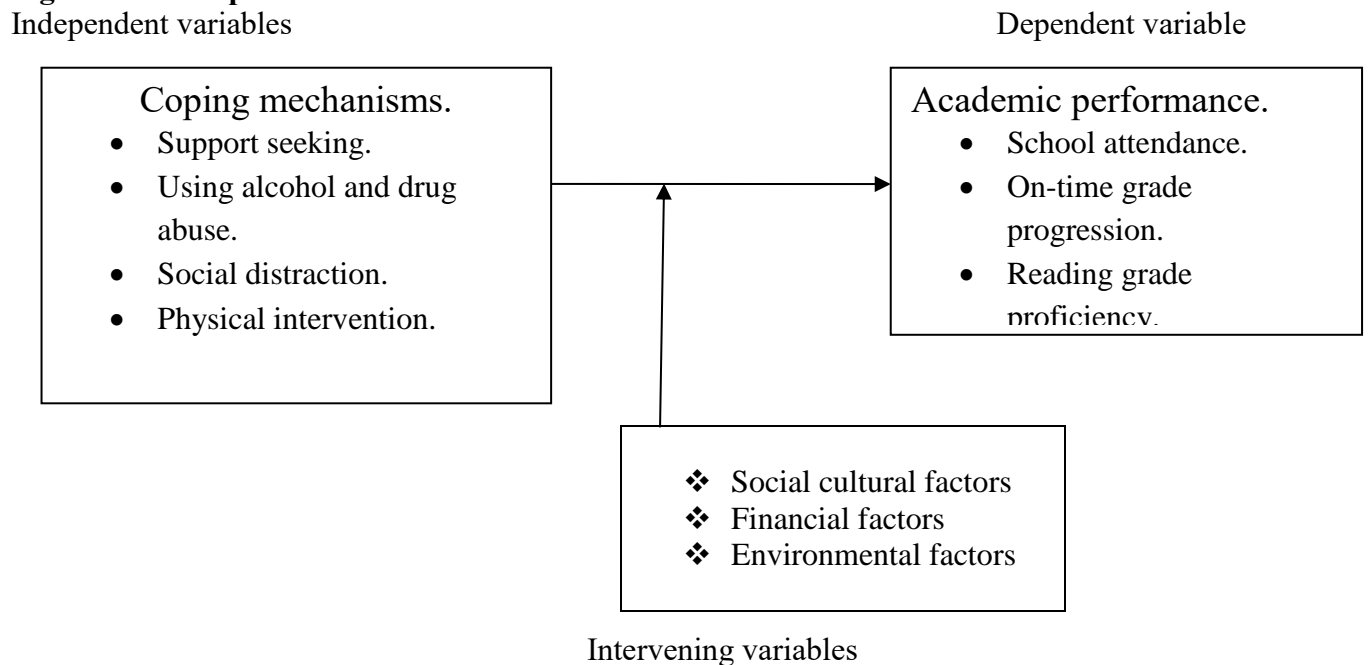 Independent variables
Dependent variable
Coping mechanisms.
• Support seeking.
• Using alcohol and drug
abuse.
• Social distraction.
• Physical intervention.
Academic performance.
• School attendance.
• On-time grade
progression.
• Reading grade
proficiency.
❖ Social cultural factors
❖ Financial factors
❖ Environmental factors
Intervening variables